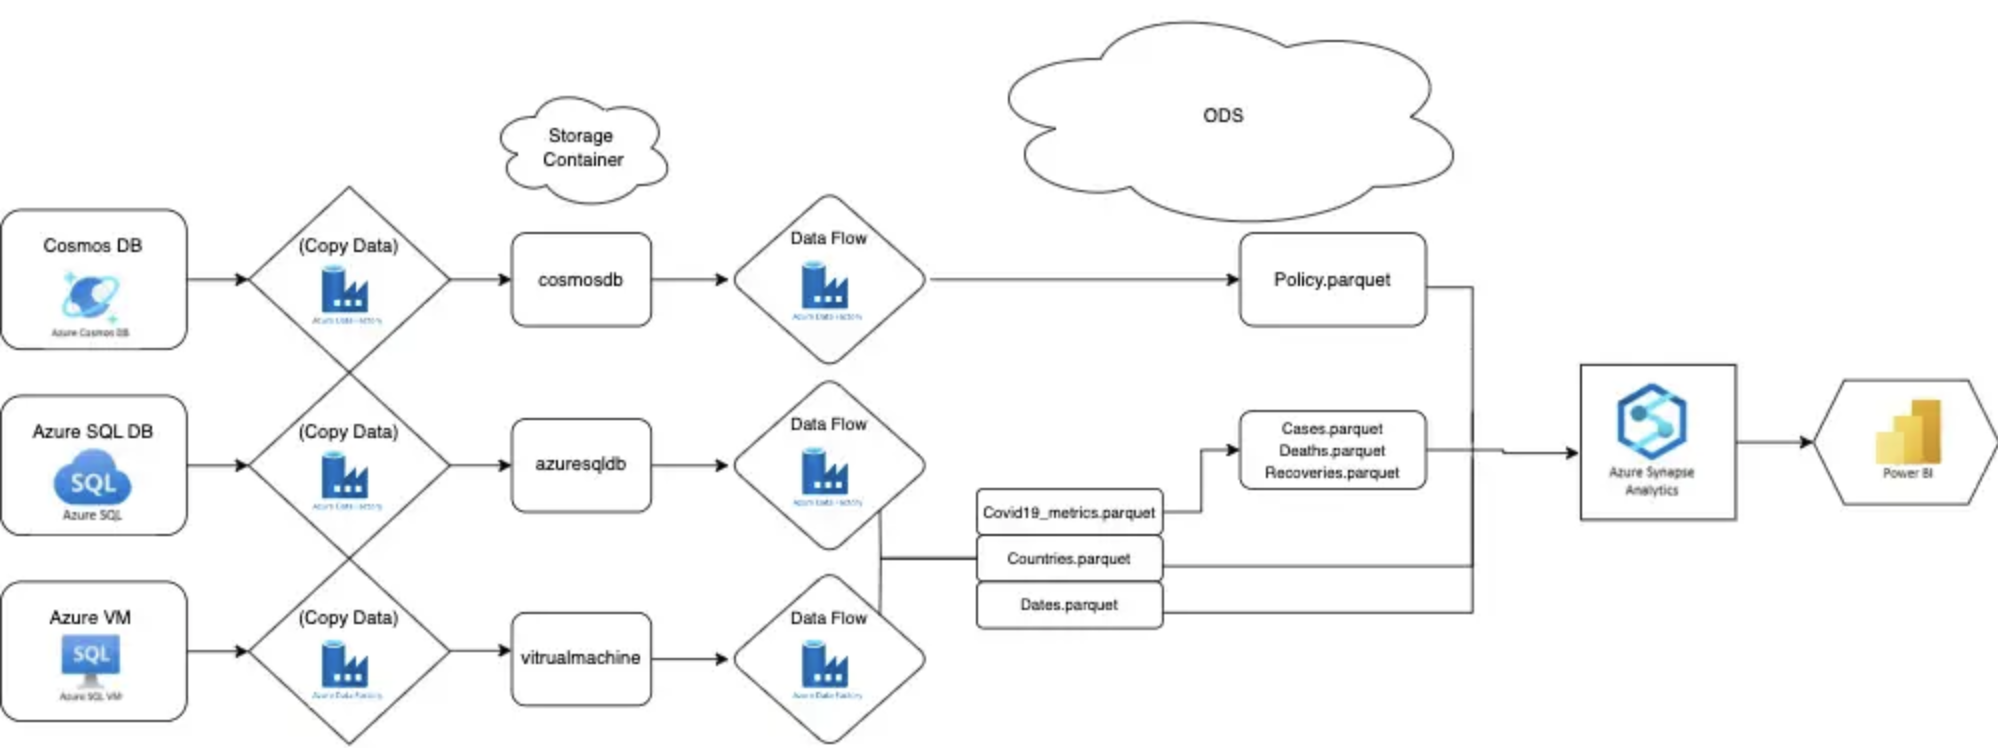 ODS
Storage
Container
Cosmos DB
Azure Cosmos DB
(Copy Data)
Azure Data Factory
cosmosdb
Data Flow
Azure Data Factory
Policy.parquet
Azure SQL DB
SQL
Azure SQL
(Copy Data)
Azure Data Factory
azuresqldb
Data Flow
Azure Data Factory
Cases.parquet
Deaths.parquet
Recoveries.parquet
Azure Synapse
Analytics
Power BI
Covid19_metrics.parquet
Countries.parquet
Dates.parquet
Azure VM
SQL
Azure SQL VM
(Copy Data)
Azure Data Factory
vitrualmachine
Data Flow
Azure Data Factory